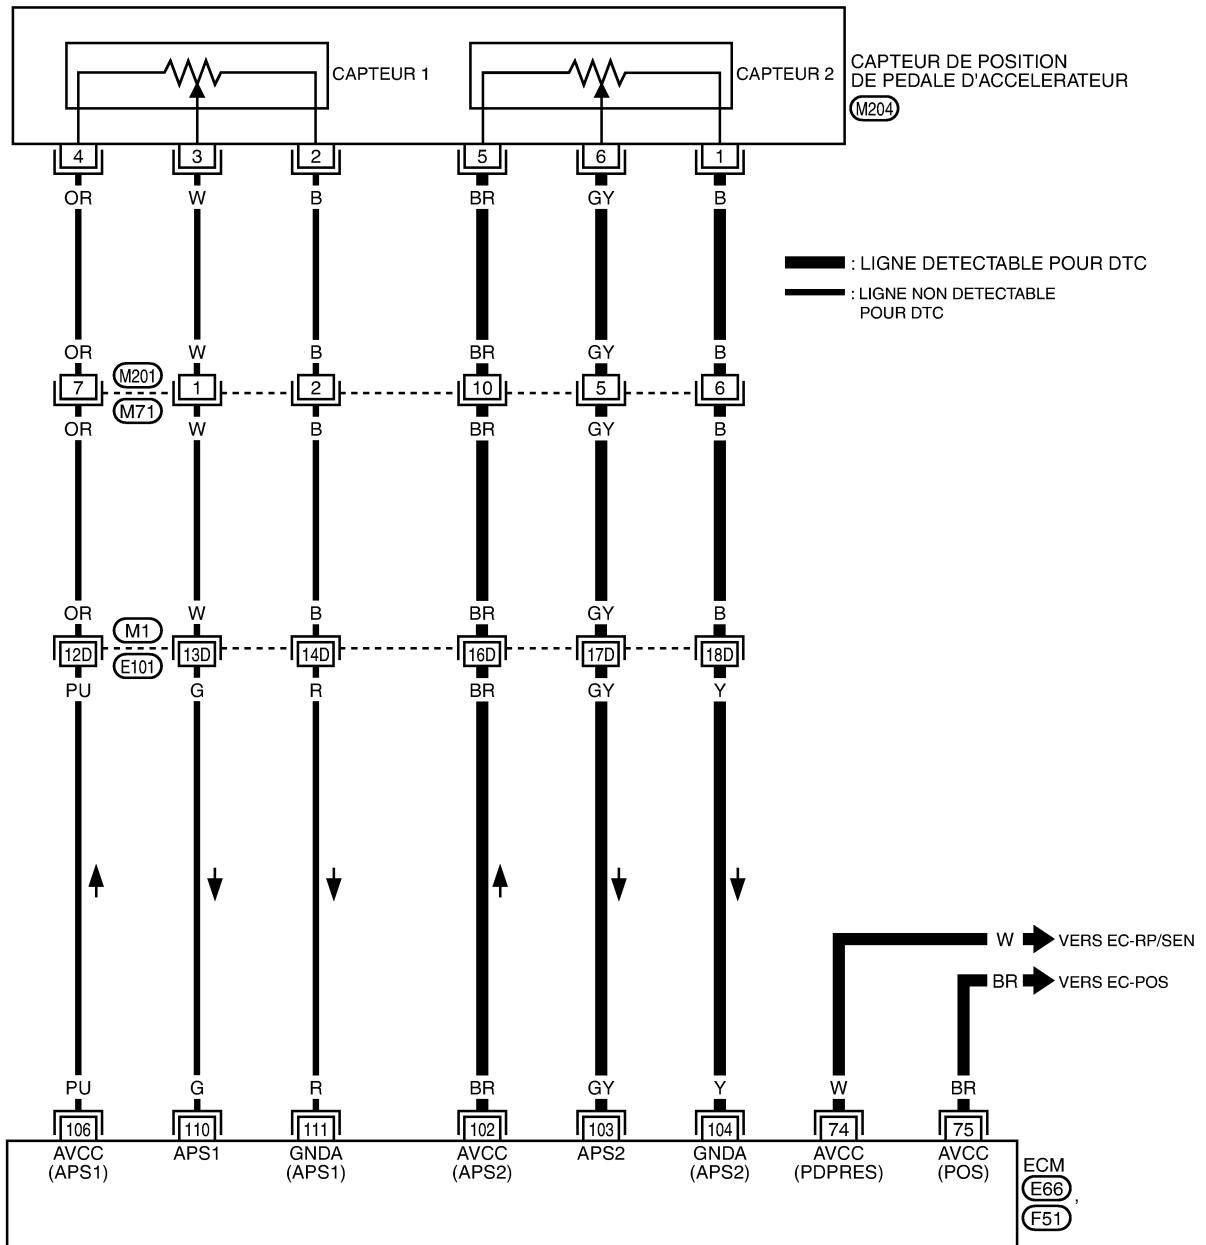 CAPTEUR 1
CAPTEUR 2
CAPTEUR DE POSITION
DE PEDALE D'ACCELERATEUR
M204
4 3 2 5 6 1
OR W B BR GY B
: LIGNE DETECTABLE POUR DTC
: LIGNE NON DETECTABLE
POUR DTC
OR W B BR GY B
M201
7 1 2 10 5 6
M71
OR W B BR GY B
OR W B BR GY B
M1
12D 13D 14D 16D 17D 18D
E101
PU G R BR GY Y
W VERS EC-RP/SEN
BR VERS EC-POS
PU G R BR GY Y W BR
106 110 111 102 103 104 74 75
AVCC APS1 GNDA AVCC APS2 GNDA AVCC AVCC
(APS1) (APS1) (APS2) (APS2) (PDPRES) (POS)
ECM
E66 ,
F51